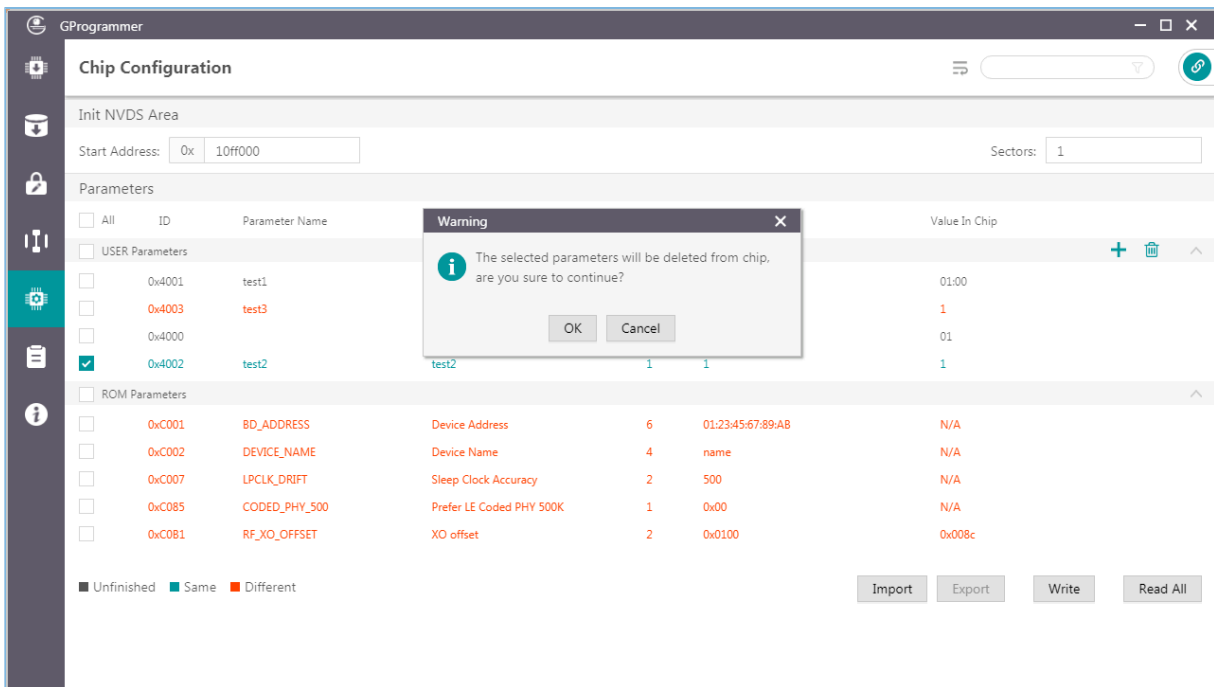 GProgrammer
Chip Configuration
Init NVDS Area
Start Address: 0x 10ff000 Sectors: 1
Parameters
All ID Parameter Name Value In Chip
Warning
The selected parameters will be deleted from chip,
are you sure to continue?
OK Cancel
USER Parameters
0x4001 test1 01:00
0x4003 test3 1
0x4000 01
0x4002 test2 test2 1 1 1
ROM Parameters
0xC001 BD_ADDRESS Device Address 6 01:23:45:67:89:AB N/A
0xC002 DEVICE_NAME Device Name 4 name N/A
0xC007 LPCLK_DRIFT Sleep Clock Accuracy 2 500 N/A
0xC085 CODED_PHY_500 Prefer LE Coded PHY 500K 1 0x00 N/A
0xC0B1 RF_XO_OFFSET XO offset 2 0x0100 0x008c
Unfinished Same Different
Import Export Write Read All